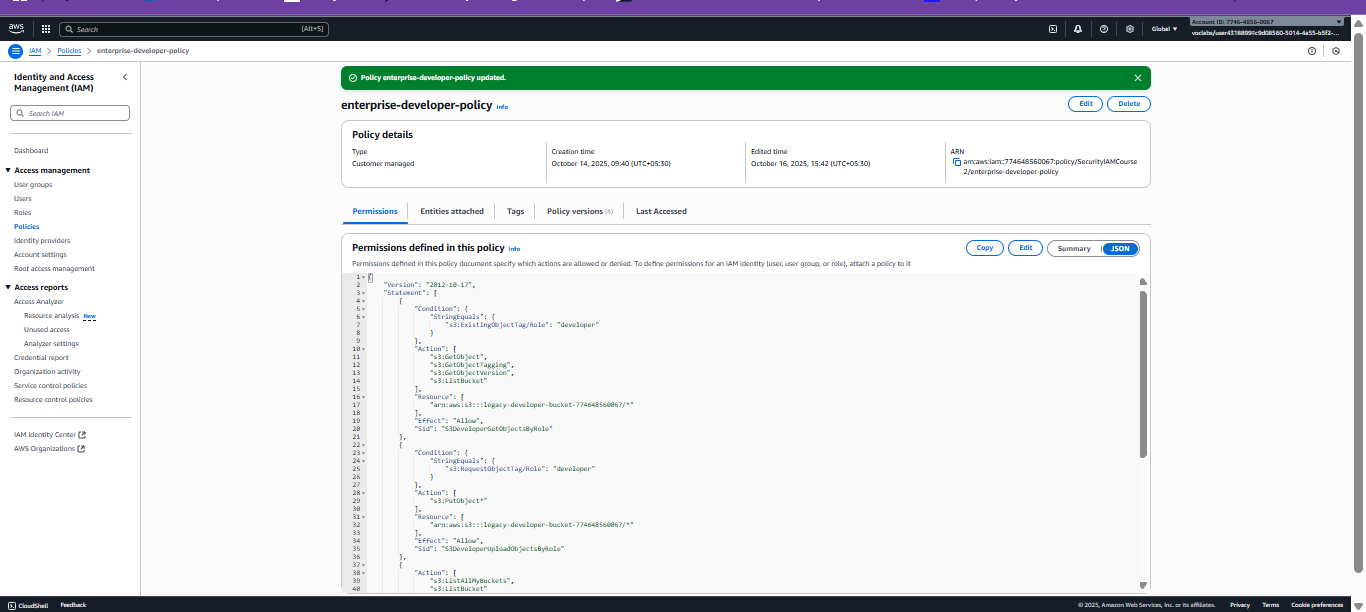 aws
Search [Alt+S]
Global
Account ID: 7746-4856-0067
voclabs/user4318899=c9d08560-5014-4a55-b5f2-...
IAM > Policies > enterprise-developer-policy
Identity and Access Management (IAM)
Search IAM
Dashboard
Access management
User groups
Users
Roles
Policies
Identity providers
Account settings
Root access management
Access reports
Access Analyzer
Resource analysis New
Unused access
Analyzer settings
Credential report
Organization activity
Service control policies
Resource control policies
IAM Identity Center
AWS Organizations
Policy enterprise-developer-policy updated.
enterprise-developer-policy Info
Edit Delete
Policy details
Type
Customer managed
Creation time
October 14, 2025, 09:40 (UTC+05:30)
Edited time
October 16, 2025, 15:42 (UTC+05:30)
ARN
arn:aws:iam::774648560067:policy/SecurityIAMCourse
2/enterprise-developer-policy
Permissions Entities attached Tags Policy versions (4) Last Accessed
Permissions defined in this policy Info
Copy Edit Summary JSON
Permissions defined in this policy document specify which actions are allowed or denied. To define permissions for an IAM identity (user, user group, or role), attach a policy to it
1 {
2 "Version": "2012-10-17",
3 "Statement": [
4 {
5 "Condition": {
6 "StringEquals": {
7 "s3:ExistingObjectTag/Role": "developer"
8 }
9 },
10 "Action": [
11 "s3:GetObject",
12 "s3:GetObjectTagging",
13 "s3:GetObjectVersion",
14 "s3:ListBucket"
15 ],
16 "Resource": [
17 "arn:aws:s3:::legacy-developer-bucket-774648560067/*"
18 ],
19 "Effect": "Allow",
20 "Sid": "S3DeveloperGetObjectsByRole"
21 },
22 {
23 "Condition": {
24 "StringEquals": {
25 "s3:RequestObjectTag/Role": "developer"
26 }
27 },
28 "Action": [
29 "s3:PutObject*"
30 ],
31 "Resource": [
32 "arn:aws:s3:::legacy-developer-bucket-774648560067/*"
33 ],
34 "Effect": "Allow",
35 "Sid": "S3DeveloperUploadObjectsByRole"
36 },
37 {
38 "Action": [
39 "s3:ListAllMyBuckets",
40 "s3:ListBucket"
CloudShell Feedback
© 2025, Amazon Web Services, Inc. or its affiliates. Privacy Terms Cookie preferences